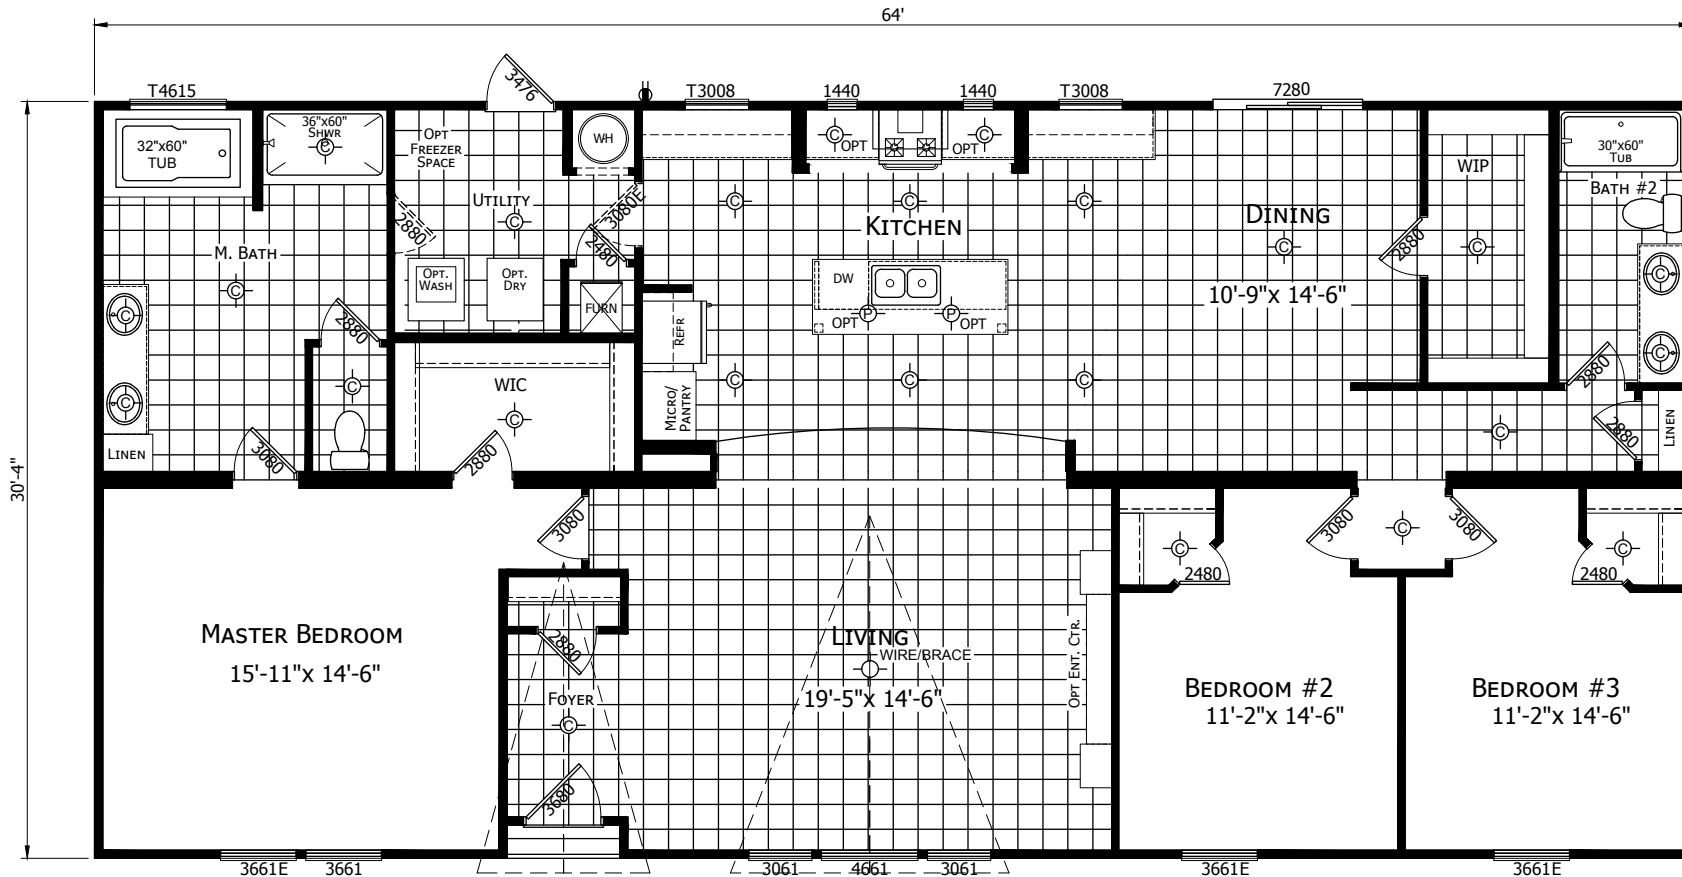 64'
T4615
3476
T3008
1440
1440
T3008
7280
36"x60"
SHWR
C
32"x60"
TUB
OPT
FREEZER
SPACE
WH
C
OPT
C
OPT
WIP
30"x60"
TUB
BATH #2
UTILITY
C
2880
3080E
2480
C
C
C
KITCHEN
DINING
C
10'-9"x 14'-6"
2880
C
M. BATH
C
OPT.
WASH
OPT.
DRY
FURN
DW
P
P
OPT
OPT
C
C
C
2880
C
REFR
WIC
C
2880
MICRO/
PANTRY
C
C
C
2880
C
2880
LINEN
LINEN
3080
30'-4"
3080
C
2480
3080
C
3080
C
2480
MASTER BEDROOM
15'-11"x 14'-6"
2880
FOYER
C
3680
LIVING
WIRE/BRACE
19'-5"x 14'-6"
OPT ENT. CTR.
BEDROOM #2
11'-2"x 14'-6"
BEDROOM #3
11'-2"x 14'-6"
3661E
3661
3061
4661
3061
3661E
3661E